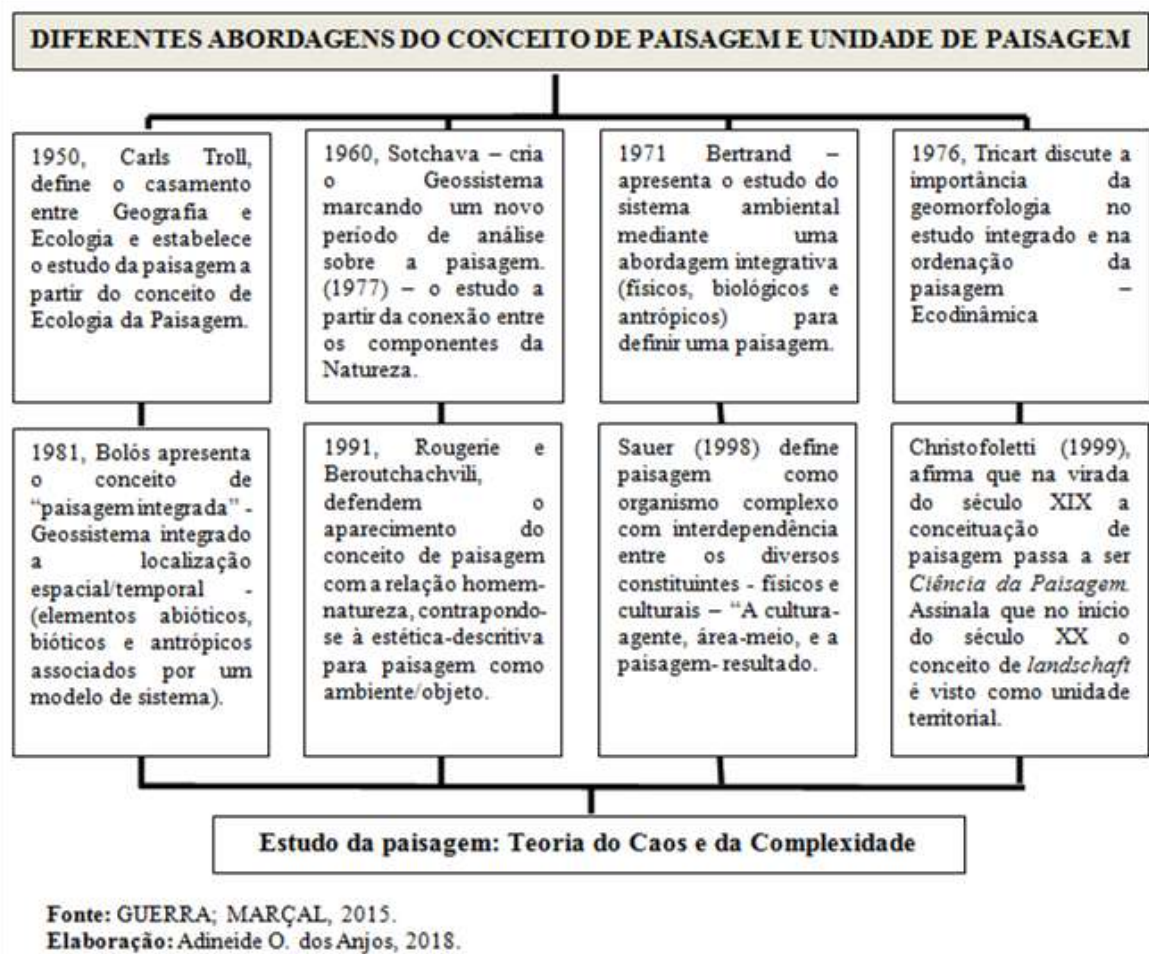 DIFERENTES ABORDAGENS DO CONCEITO DE PAISAGEM E UNIDADE DE PAISAGEM
1950, Carls Troll,
define o casamento
entre Geografia e
Ecologia e estabelece
o estudo da paisagem a
partir do conceito de
Ecologia da Paisagem.
1960, Sotchava – cria
o Geossistema
marcando um novo
período de análise
sobre a paisagem.
(1977) – o estudo a
partir da conexão entre
os componentes da
Natureza.
1971 Bertrand –
apresenta o estudo do
sistema ambiental
mediante uma
abordagem integrativa
(físicos, biológicos e
antrópicos) para
definir uma paisagem.
1976, Tricart discute a
importância da
geomorfologia no
estudo integrado e na
ordenação da
paisagem –
Ecodinâmica
1981, Bolós apresenta
o conceito de
“paisagem integrada” -
Geossistema integrado
a localização
espacial/temporal -
(elementos abióticos,
bióticos e antrópicos
associados por um
modelo de sistema).
1991, Rougerie e
Beroutchachvili,
defendem o
aparecimento do
conceito de paisagem
com a relação homem-
natureza, contrapondo-
se à estética-descritiva
para paisagem como
ambiente/objeto.
Sauer (1998) define
paisagem como
organismo complexo
com interdependência
entre os diversos
constituintes - físicos e
culturais – “A cultura-
agente, área-meio, e a
paisagem- resultado.
Christofoletti (1999),
afirma que na virada
do século XIX a
conceituação de
paisagem passa a ser
Ciência da Paisagem.
Assinala que no início
do século XX o
conceito de landschaft
é visto como unidade
territorial.
Estudo da paisagem: Teoria do Caos e da Complexidade
Fonte: GUERRA; MARÇAL, 2015.
Elaboração: Adineide O. dos Anjos, 2018.